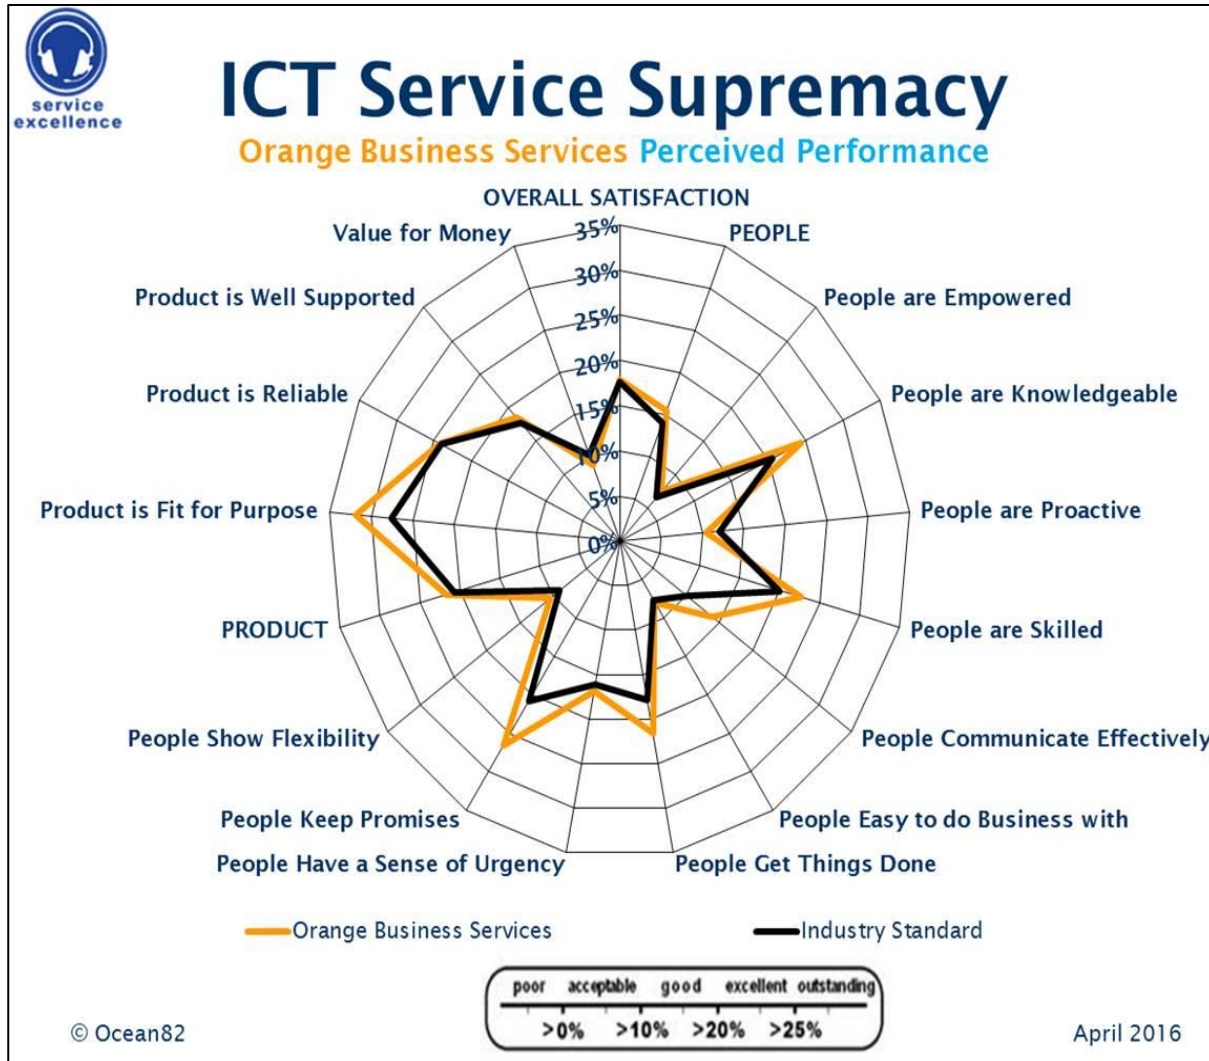 service
excellence
ICT Service Supremacy
Orange Business Services Perceived Performance
OVERALL SATISFACTION
Value for Money
35%
PEOPLE
30%
Product is Well Supported
People are Empowered
25%
20%
Product is Reliable
15%
People are Knowledgeable
10%
5%
Product is Fit for Purpose
People are Proactive
0%
PRODUCT
People are Skilled
People Show Flexibility
People Communicate Effectively
People Keep Promises
People Easy to do Business with
People Have a Sense of Urgency
People Get Things Done
Orange Business Services
Industry Standard
poor acceptable good excellent outstanding
>0% >10% >20% >25%
© Ocean82
April 2016